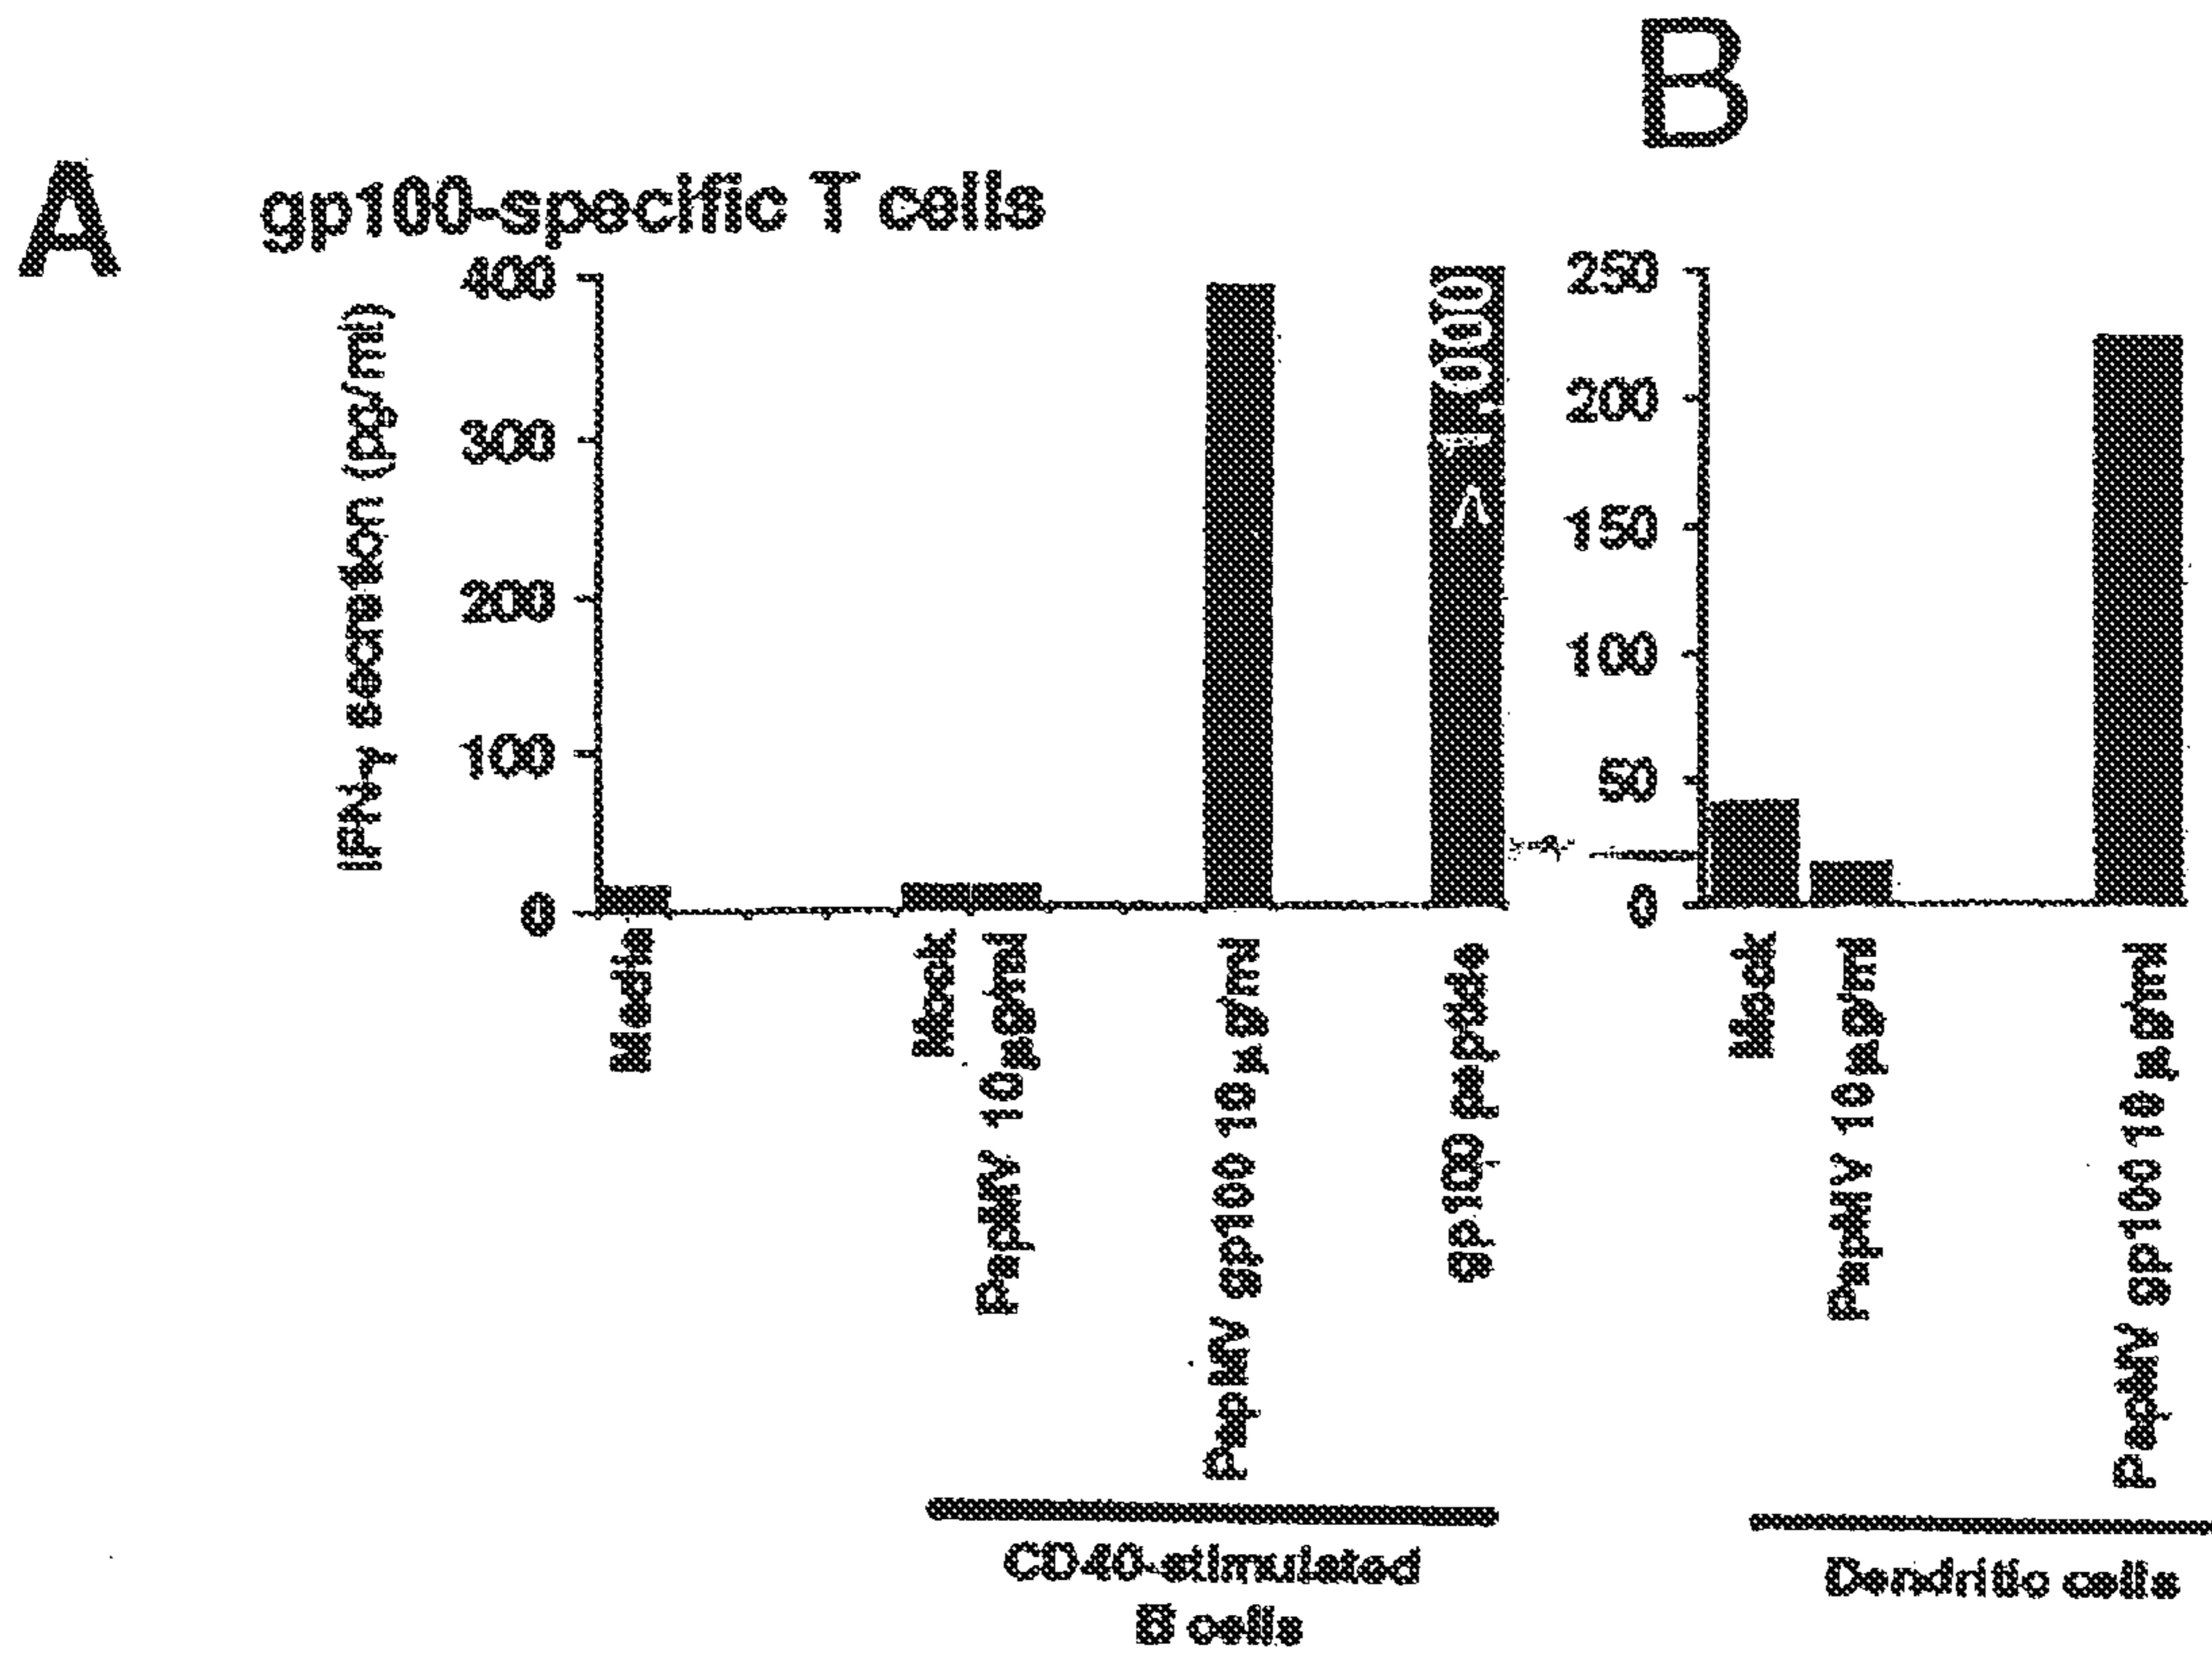 A
B
gp100-specific T cells
IFN-γ secretion (pg/ml)
400
300
200
100
0
> 1,000
Media
Mock
PapMV 10 μg/ml
PapMV gp100 10 μg/ml
gp100 peptide
CD40-stimulated
B cells
250
200
150
100
50
0
Mock
PapMV 10 μg/ml
PapMV gp100 10 μg/ml
Dendritic cells